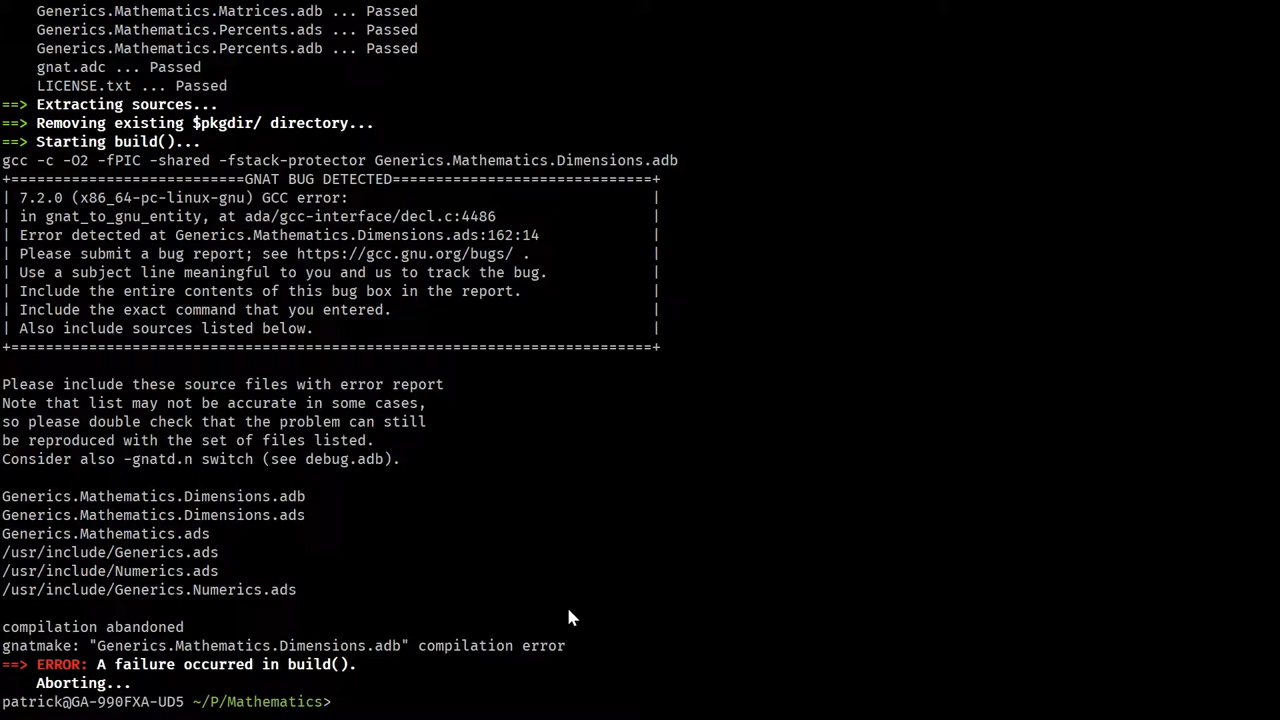 Generics.Mathematics.Matrices.adb ... Passed
Generics.Mathematics.Percents.ads ... Passed
Generics.Mathematics.Percents.adb ... Passed
gnat.adc ... Passed
LICENSE.txt ... Passed
==> Extracting sources...
==> Removing existing $pkgdir/ directory...
==> Starting build()...
gcc -c -O2 -fPIC -shared -fstack-protector Generics.Mathematics.Dimensions.adb
+===========================GNAT BUG DETECTED==============================+
| 7.2.0 (x86_64-pc-linux-gnu) GCC error:                                   |
| in gnat_to_gnu_entity, at ada/gcc-interface/decl.c:4486                  |
| Error detected at Generics.Mathematics.Dimensions.ads:162:14             |
| Please submit a bug report; see https://gcc.gnu.org/bugs/ .              |
| Use a subject line meaningful to you and us to track the bug.            |
| Include the entire contents of this bug box in the report.               |
| Include the exact command that you entered.                              |
| Also include sources listed below.                                       |
+==========================================================================+
Please include these source files with error report
Note that list may not be accurate in some cases,
so please double check that the problem can still
be reproduced with the set of files listed.
Consider also -gnatd.n switch (see debug.adb).
Generics.Mathematics.Dimensions.adb
Generics.Mathematics.Dimensions.ads
Generics.Mathematics.ads
/usr/include/Generics.ads
/usr/include/Numerics.ads
/usr/include/Generics.Numerics.ads
compilation abandoned
gnatmake: "Generics.Mathematics.Dimensions.adb" compilation error
==> ERROR: A failure occurred in build().
Aborting...
patrick@GA-990FXA-UD5 ~/P/Mathematics>